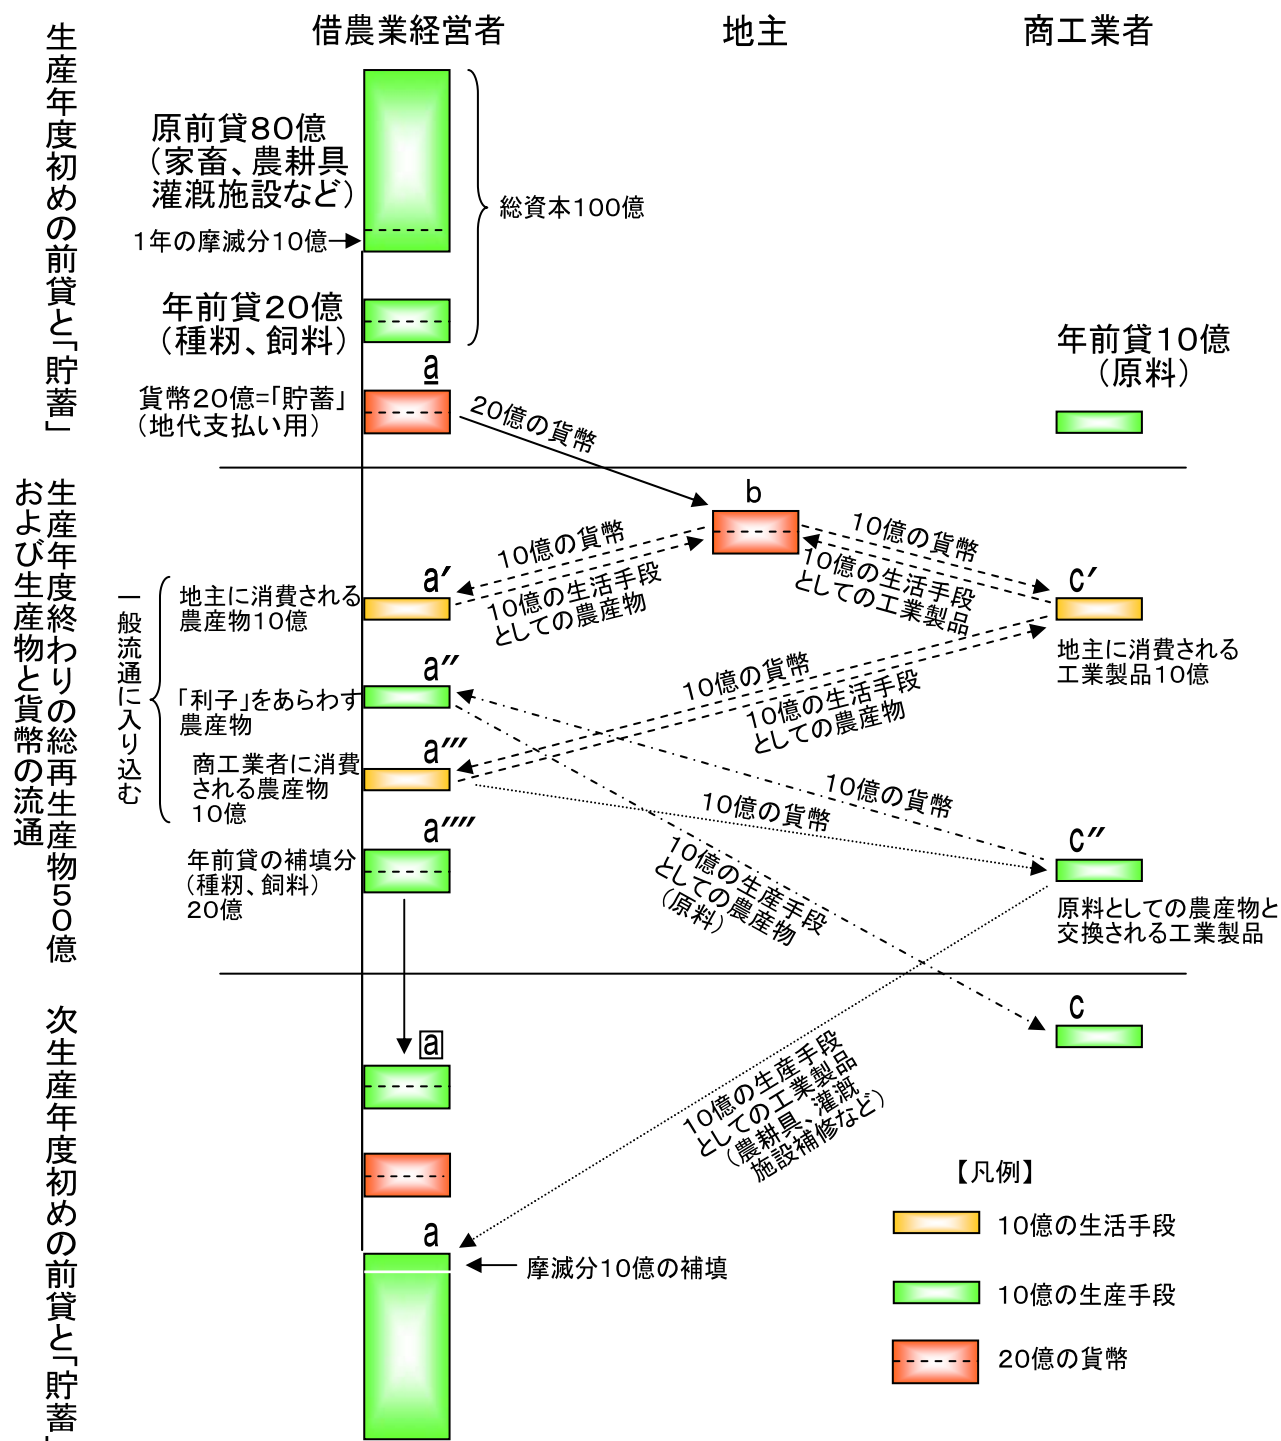 借農業経営者
地主
商工業者
生産年度初めの前貸と「貯蓄」
原前貸80億
（家畜、農耕具
灌漑施設など）
1年の摩滅分10億
総資本100億
年前貸20億
（種籾、飼料）
a
貨幣20億=「貯蓄」
（地代支払い用）
20億の貨幣
年前貸10億
（原料）
生産年度終わりの総再生産物50億
および生産物と貨幣の流通
b
10億の貨幣
10億の生活手段
としての農産物
10億の貨幣
10億の生活手段
としての工業製品
一般流通に入り込む
a′
地主に消費される
農産物10億
c′
地主に消費される
工業製品10億
a″
「利子」をあらわす
農産物
10億の貨幣
10億の生活手段
としての農産物
a‴
商工業者に消費
される農産物
10億
10億の貨幣
10億の貨幣
a⁗
年前貸の補填分
（種籾、飼料）
20億
10億の生産手段
としての農産物
（原料）
c″
原料としての農産物と
交換される工業製品
次生産年度初めの前貸と「貯蓄」
a
c
10億の生産手段
としての工業製品
（農耕具、灌漑
施設補修など）
a
摩滅分10億の補填
【凡例】
10億の生活手段
10億の生産手段
20億の貨幣